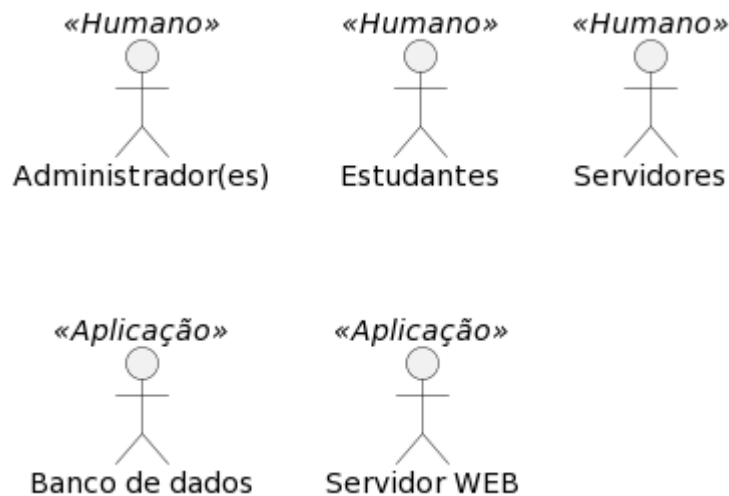 «Humano» «Humano» «Humano»
Administrador(es) Estudantes Servidores
«Aplicação» «Aplicação»
Banco de dados Servidor WEB